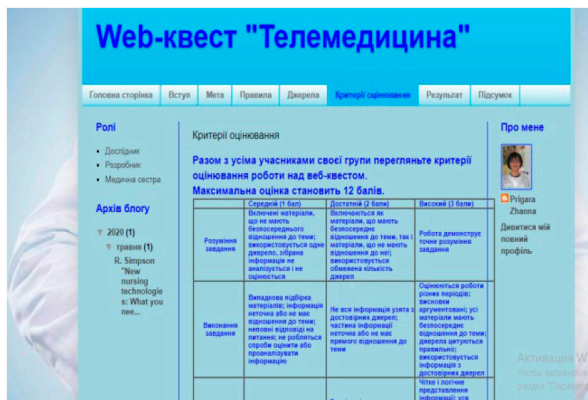 Web-квест "Телемедицина"
Головна сторінка Вступ Мета Правила Джерела Критерії оцінювання Результат Підсумок
Ролі
Дослідник
Розробник
Медична сестра
Архів блогу
▼ 2020 (1)
▼ травня (1)
R. Simpson
"New
nursing
technologie
s: What you
nee...
Критерії оцінювання
Разом з усіма учасниками своєї групи перегляньте критерії
оцінювання роботи над веб-квестом.
Максимальна оцінка становить 12 балів.
Середній (1 бал) Достатній (2 бали) Високий (3 бали)
Розуміння
завдання
Включені матеріали,
що не мають
безпосереднього
відношення до теми;
використовується одне
джерело, зібрана
інформація не
аналізується і не
оцінюється
Включаються як
матеріали, що мають
безпосереднє
відношення до теми, так і
матеріали, що не мають
відношення до неї;
використовується
обмежена кількість
джерел
Робота демонструє
точне розуміння
завдання
Виконання
завдання
Випадкова підбірка
матеріалів; інформація
неточна або не має
відношення до теми;
неповні відповіді на
питання; не робляться
спроби оцінити або
проаналізувати
інформацію
Не вся інформація узята з
достовірних джерел;
частина інформації
неточна або не має
прямого відношення до
теми
Оцінюються роботи
різних періодів;
висновки
аргументовані; усі
матеріали мають
безпосереднє
відношення до теми;
джерела цитуються
правильно;
використовується
інформація з
достовірних джерел
Чітке і логічне
представлення
інформації; уся
Про мене
Prigara
Zhanna
Дивитися мій
повний
профіль
Активация W